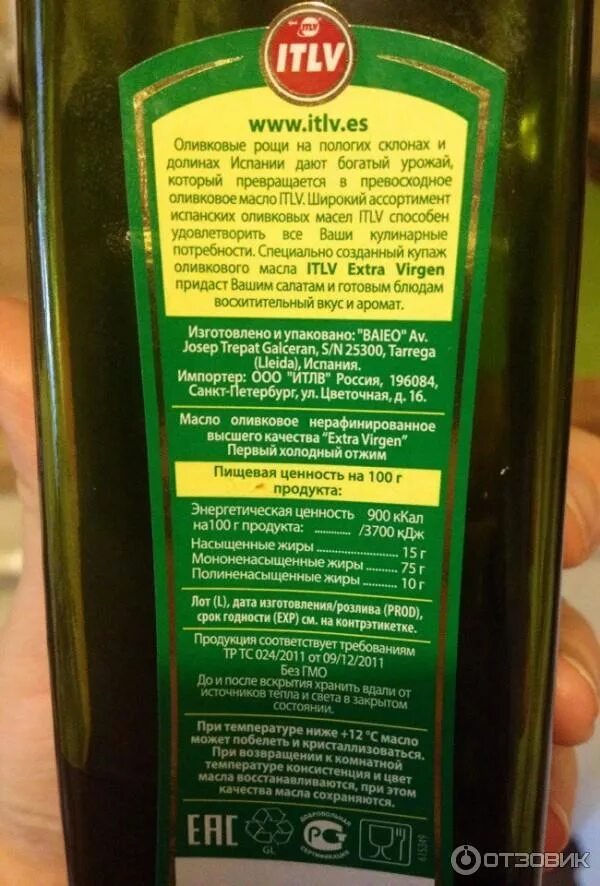 ITLV
ITLV
www.itlv.es
Оливковые рощи на пологих склонах и
долинах Испании дают богатый урожай,
который превращается в превосходное
оливковое масло ITLV. Широкий ассортимент
испанских оливковых масел ITLV способен
удовлетворить все Ваши кулинарные
потребности. Специально созданный купаж
оливкового масла ITLV Extra Virgen
придаст Вашим салатам и готовым блюдам
восхитительный вкус и аромат.
Изготовлено и упаковано: "BAIEO" Av.
Josep Trepat Galceran, S/N 25300, Tarrega
(Lleida), Испания.
Импортер: ООО "ИТЛВ" Россия, 196084,
Санкт-Петербург, ул. Цветочная, д. 16.
Масло оливковое нерафинированное
высшего качества "Extra Virgen"
Первый холодный отжим
Пищевая ценность на 100 г
продукта:
Энергетическая ценность 900 кКал
на100 г продукта: ........... /3700 кДж
Насыщенные жиры ................... 15 г
Мононенасыщенные жиры .......... 75 г
Полиненасыщенные жиры ........... 10 г
Лот (L), дата изготовления/розлива (PROD),
срок годности (EXP) см. на контрэтикетке.
Продукция соответствует требованиям
ТР ТС 024/2011 от 09/12/2011
Без ГМО
До и после вскрытия хранить вдали от
источников тепла и света в закрытом
состоянии.
При температуре ниже +12 °С масло
может побелеть и кристаллизоваться.
При возвращении к комнатной
температуре консистенция и цвет
масла восстанавливаются, при этом
качества масла сохраняются.
EAC
GL
ДОБРОВОЛЬНАЯ
РСТ
СЕРТИФИКАЦИЯ
ОТЗОВИК